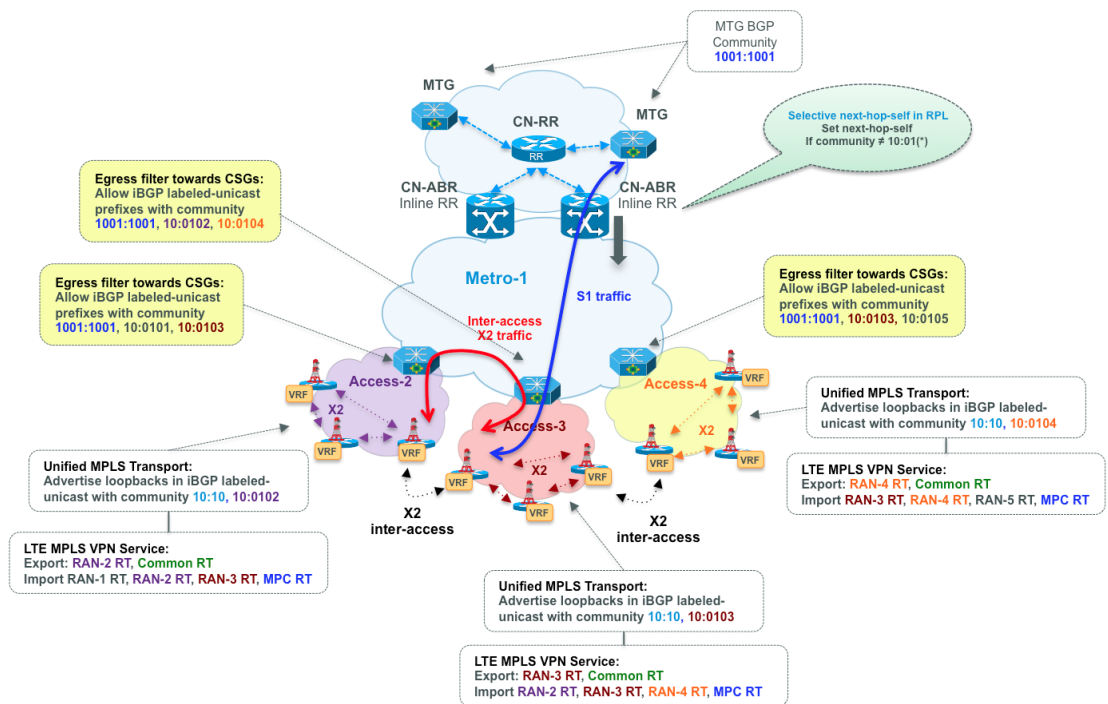 MTG BGP
Community
1001:1001
MTG
CN-RR
MTG
RR
Selective next-hop-self in RPL
Set next-hop-self
If community ≠ 10:01(*)
Egress filter towards CSGs:
Allow iBGP labeled-unicast
prefixes with community
1001:1001, 10:0102, 10:0104
CN-ABR
Inline RR
CN-ABR
Inline RR
Metro-1
Egress filter towards CSGs:
Allow iBGP labeled-unicast
prefixes with community
1001:1001, 10:0101, 10:0103
S1 traffic
Egress filter towards CSGs:
Allow iBGP labeled-unicast
prefixes with community
1001:1001, 10:0103, 10:0105
Inter-access
X2 traffic
Access-2
VRF
X2
VRF
VRF
Access-3
X2
VRF
VRF
VRF
Access-4
VRF
X2
VRF
VRF
X2
inter-access
X2
inter-access
Unified MPLS Transport:
Advertise loopbacks in iBGP labeled-
unicast with community 10:10, 10:0104
LTE MPLS VPN Service:
Export: RAN-4 RT, Common RT
Import RAN-3 RT, RAN-4 RT, RAN-5 RT, MPC RT
Unified MPLS Transport:
Advertise loopbacks in iBGP labeled-
unicast with community 10:10, 10:0102
LTE MPLS VPN Service:
Export: RAN-2 RT, Common RT
Import RAN-1 RT, RAN-2 RT, RAN-3 RT, MPC RT
Unified MPLS Transport:
Advertise loopbacks in iBGP labeled-
unicast with community 10:10, 10:0103
LTE MPLS VPN Service:
Export: RAN-3 RT, Common RT
Import RAN-2 RT, RAN-3 RT, RAN-4 RT, MPC RT